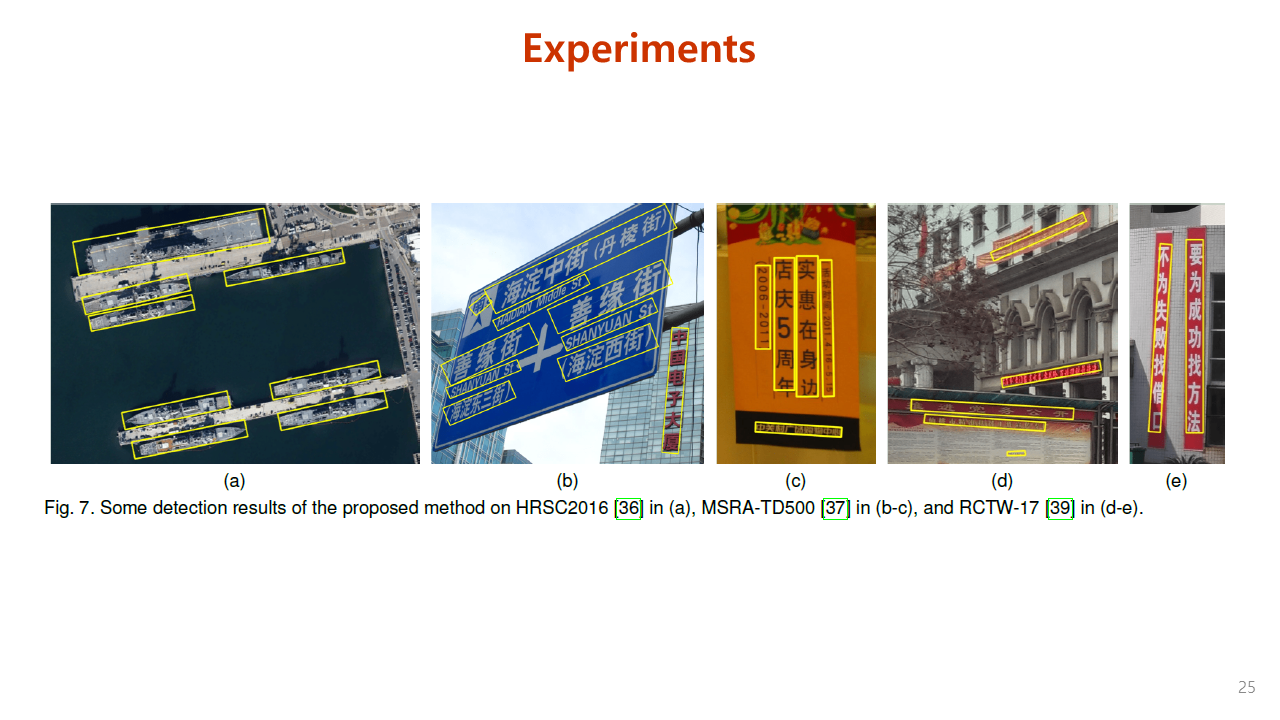 Experiments
海淀中街(丹棱街)
HAIDIAN Middle St
善缘街
SHANYUAN St
海淀西街)
善缘街
SHANYUAN St
海淀东三街)
中国电子大厦
2006-2011
店庆5周年
实惠在身边
不为失败找借口
要为成功找方法
(a)
(b)
(c)
(d)
(e)
Fig. 7. Some detection results of the proposed method on HRSC2016 [36] in (a), MSRA-TD500 [37] in (b-c), and RCTW-17 [39] in (d-e).
25